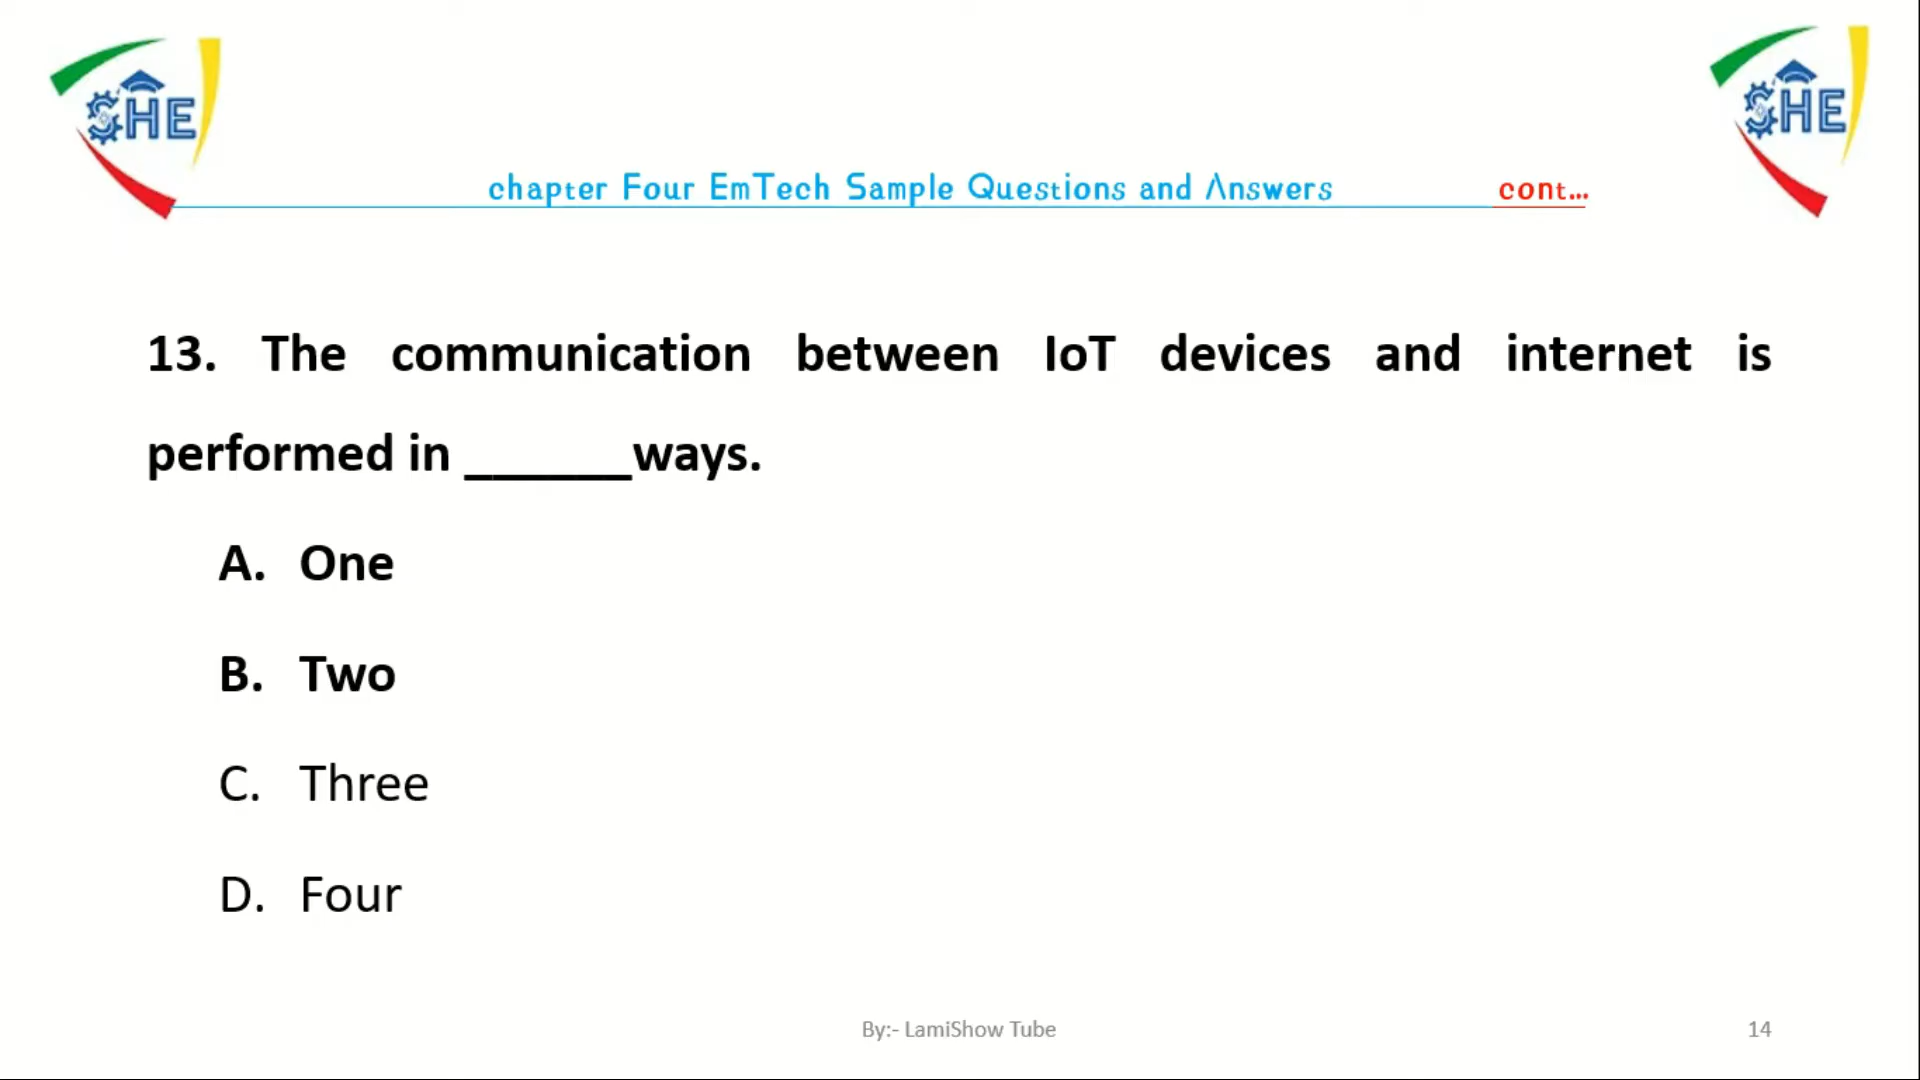 SHE
SHE
chapter Four EmTech Sample Questions and Answers cont...
13. The communication between IoT devices and internet is
performed in ______ways.
A. One
B. Two
C. Three
D. Four
By:- LamiShow Tube
14